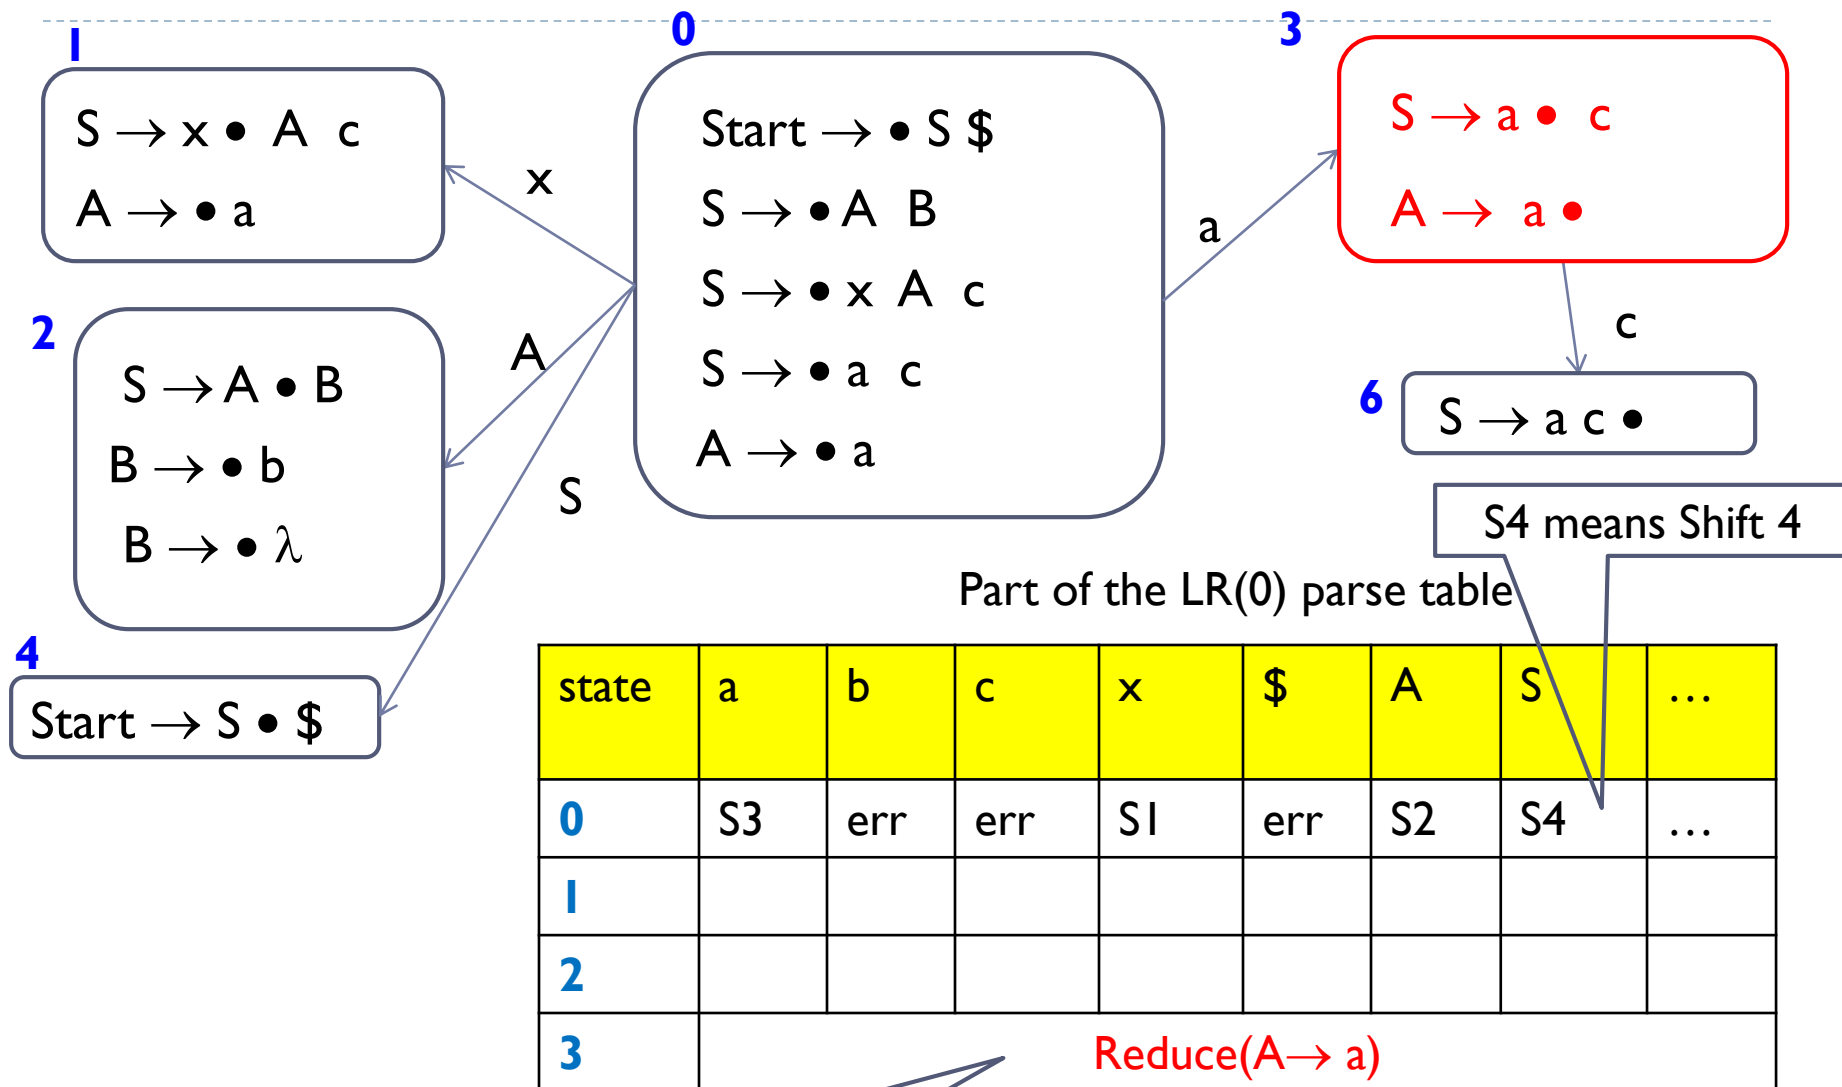 1
S → x • A c
A → • a
0
Start → • S $
S → • A B
S → • x A c
S → • a c
A → • a
3
S → a • c
A → a •
x
a
A
S
c
2
S → A • B
B → • b
B → • λ
6
S → a c •
4
Start → S • $
S4 means Shift 4
Part of the LR(0) parse table
state a b c x $ A S …
0 S3 err err S1 err S2 S4 …
1
2
3 Reduce(A→ a)